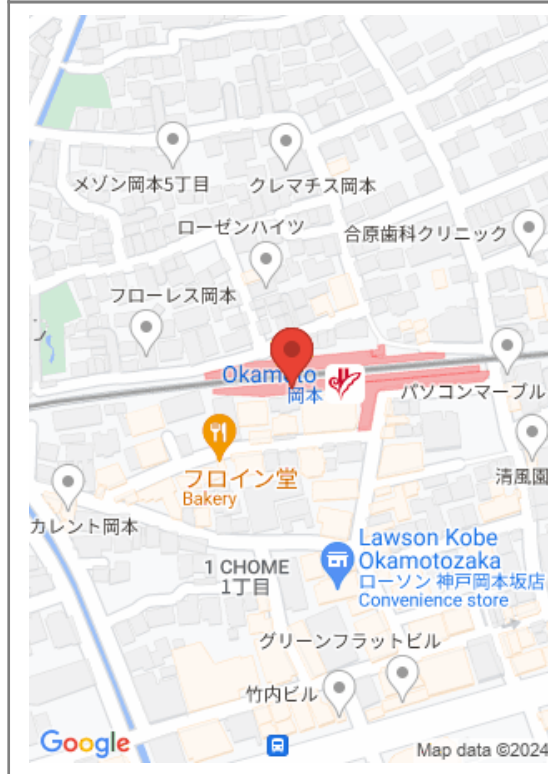 メゾン岡本5丁目
クレマチス岡本
ローゼンハイツ
合原歯科クリニック
フローレス岡本
ン
Okamoto
岡本
パソコンマーブル
フロイン堂
Bakery
清風園
カレント岡本
Lawson Kobe
Okamotozaka
ローソン 神戸岡本坂店
Convenience store
1 CHOME
1丁目
グリーンフラットビル
竹内ビル
Google
Map data ©2024